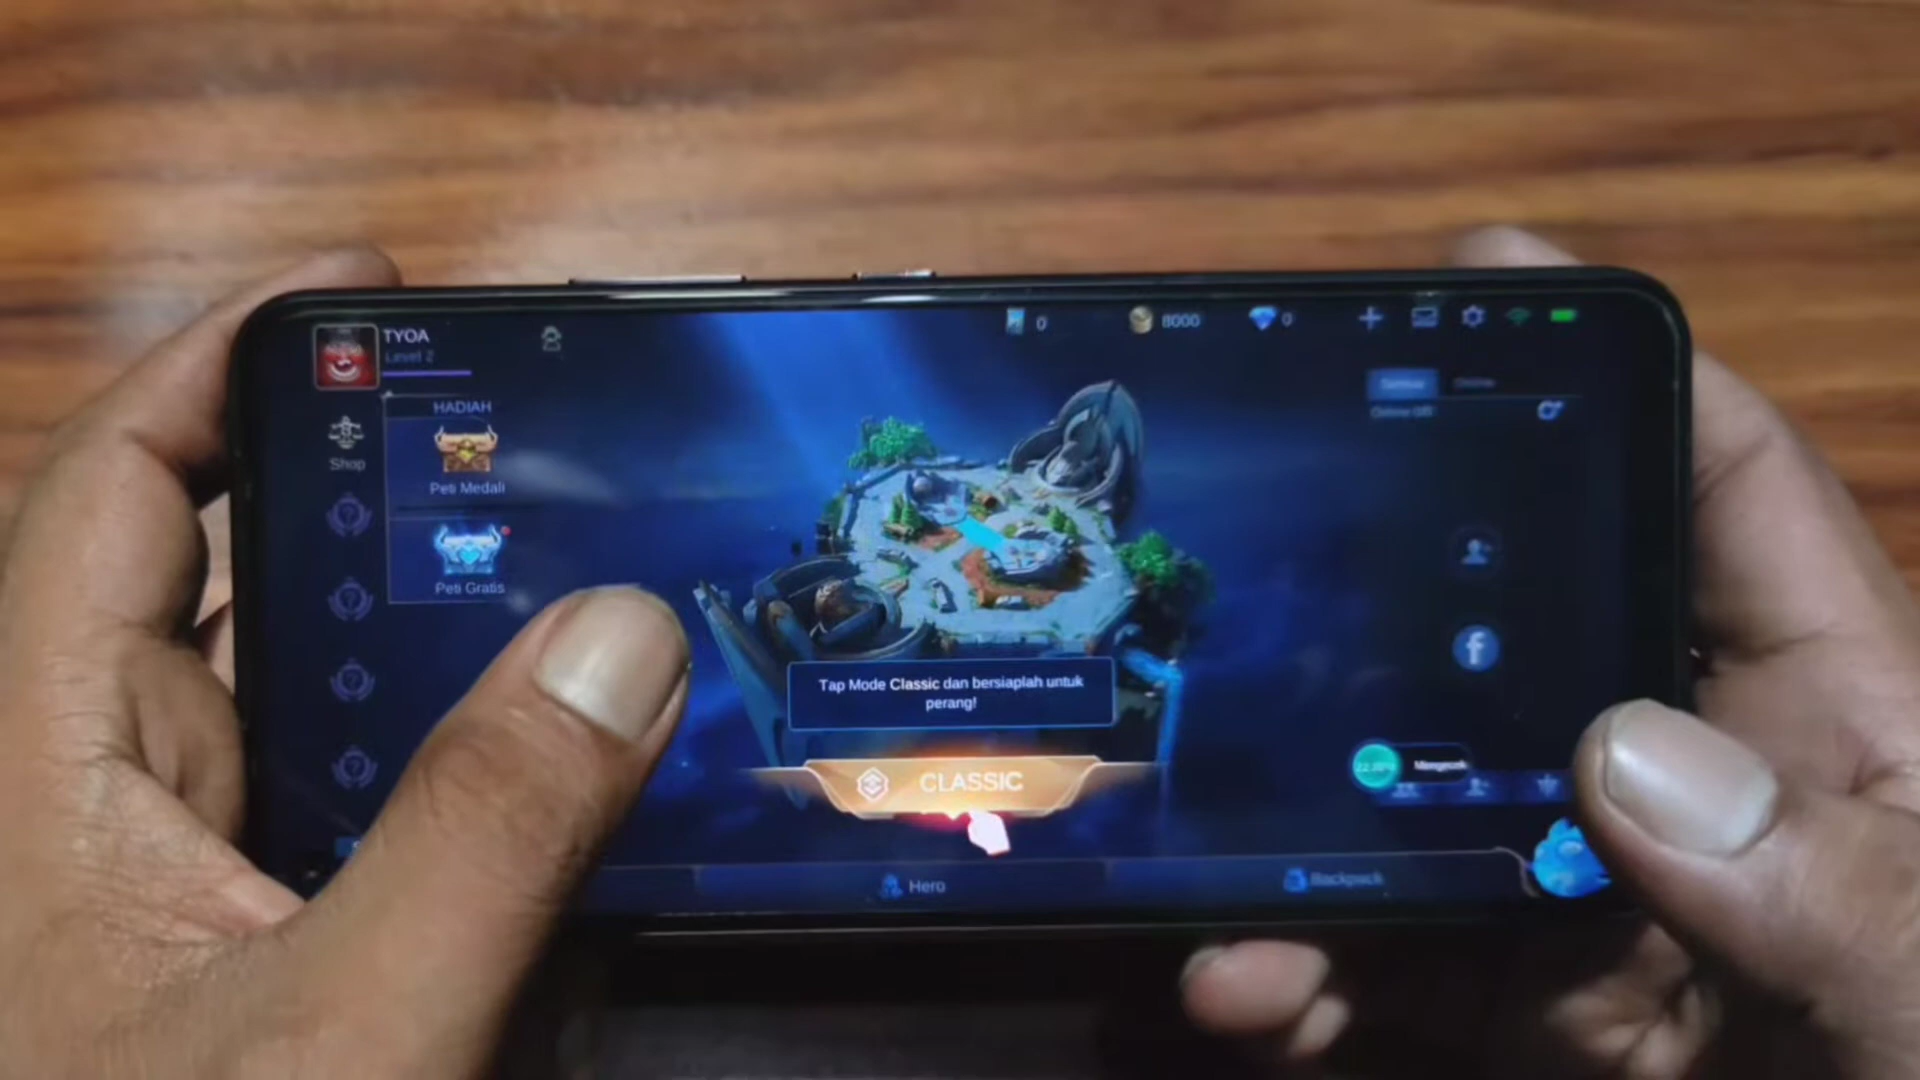 TYOA
Level 2
0
8000
0
HADIAH
Peti Medali
Peti Gratis
Shop
Tap Mode Classic dan bersiaplah untuk
perang!
CLASSIC
Hero
Backpack